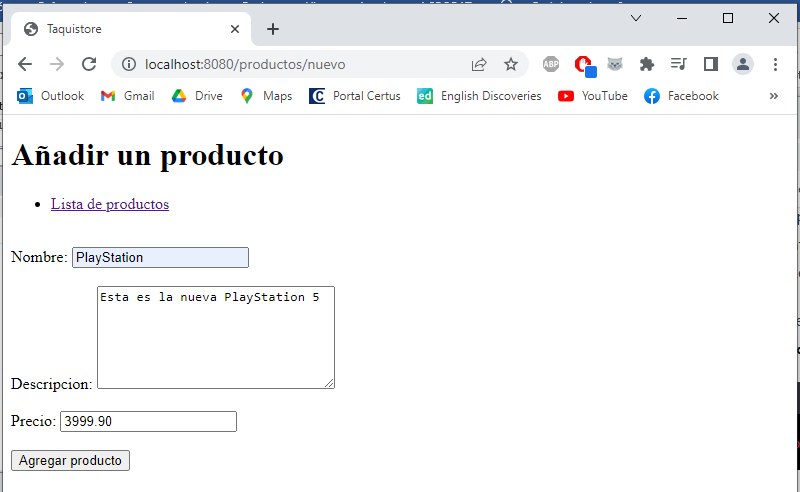 Taquistore
localhost:8080/productos/nuevo
ABP
Outlook Gmail Drive Maps Portal Certus ed English Discoveries YouTube Facebook »
Añadir un producto
Lista de productos
Nombre: PlayStation
Esta es la nueva PlayStation 5
Descripcion:
Precio: 3999.90
Agregar producto